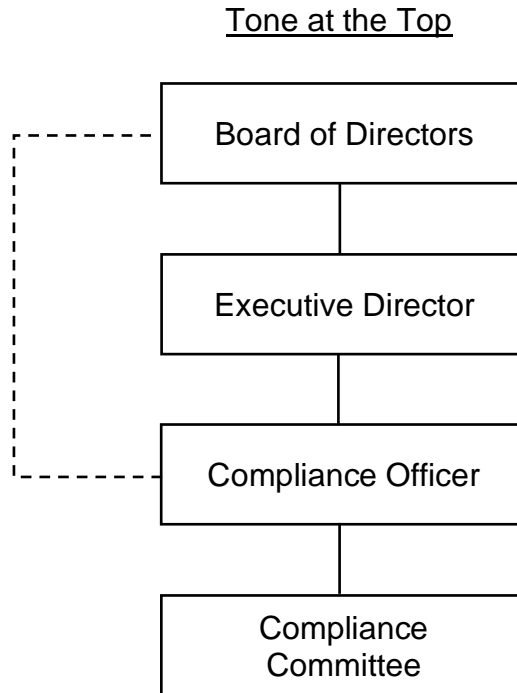 Tone at the Top
Board of Directors
Executive Director
Compliance Officer
Compliance
Committee